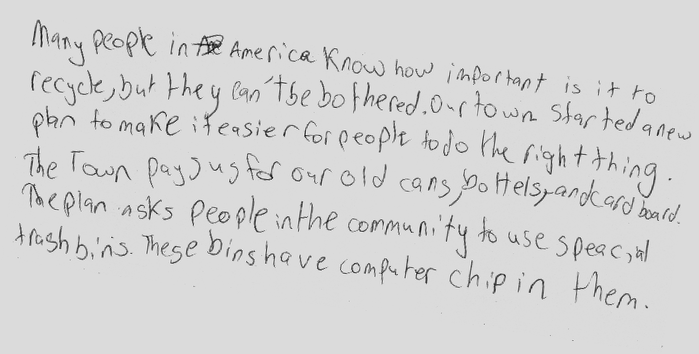 Many people in America Know how important is it to
recycle, but they can't be bothered. Our town started a new
plan to make it easier for people to do the right thing.
The Town pays us for our old cans, bottels, and card board.
The plan asks people in the community to use speacial
trash bins. These bins have computer chip in them.